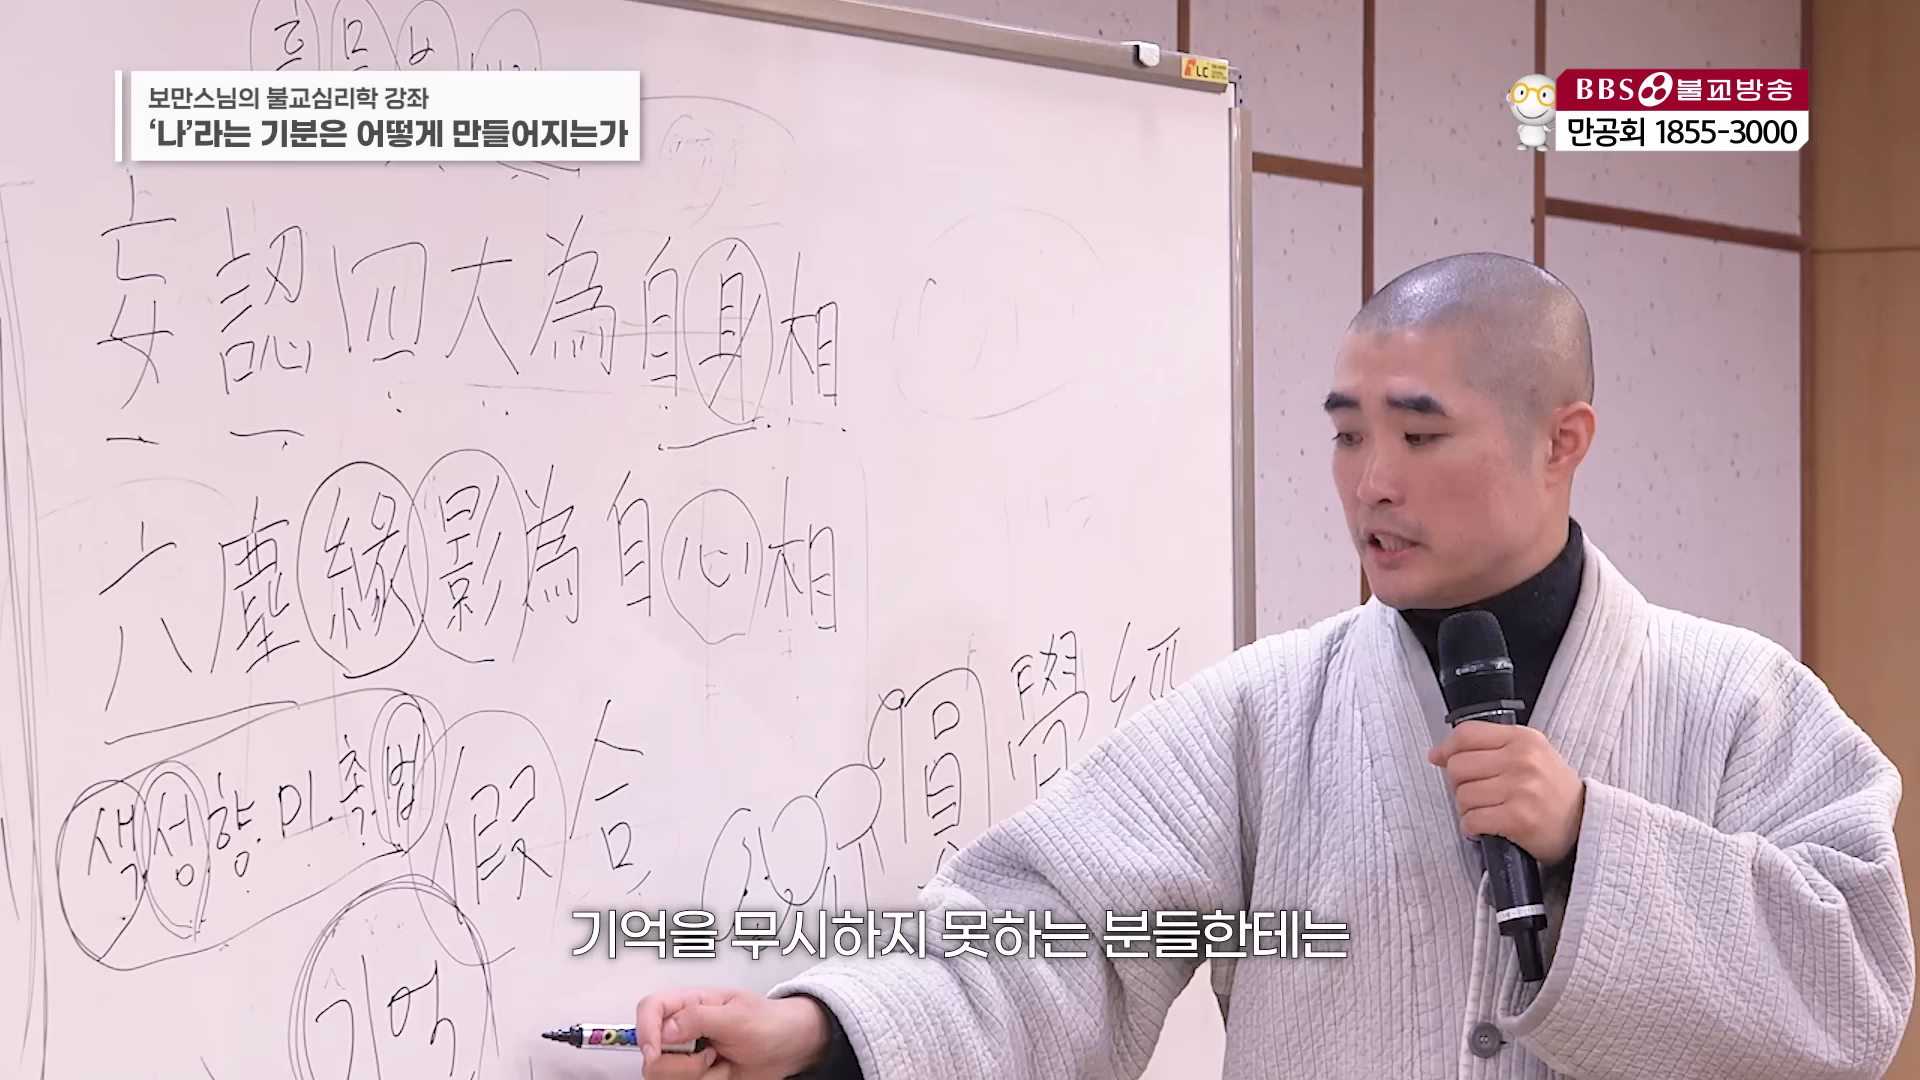 보만스님의 불교심리학 강좌
‘나’라는 기분은 어떻게 만들어지는가
BBS 불교방송
만공회 1855-3000
LC
妄認四大為自身相
六塵緣影為自心相
색성향.미.촉.법
假合
圓覺經
기억
기억을 무시하지 못하는 분들한테는